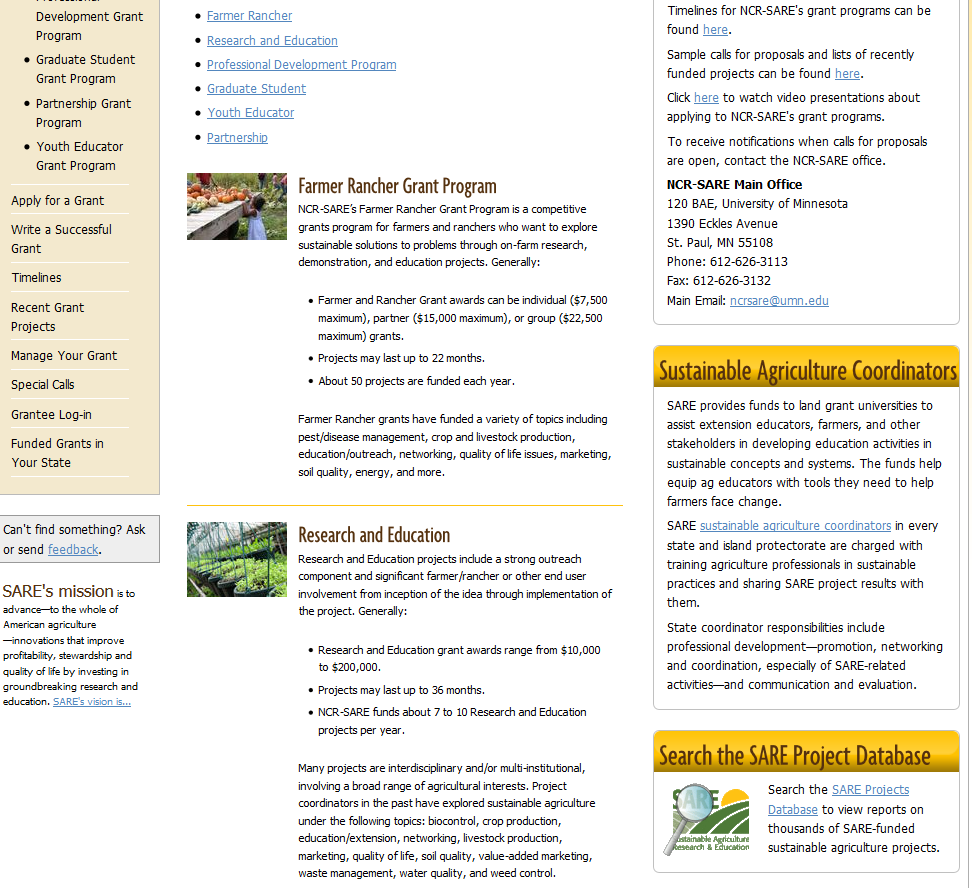 Professional
Development Grant
Program
Graduate Student
Grant Program
Partnership Grant
Program
Youth Educator
Grant Program
Apply for a Grant
Write a Successful
Grant
Timelines
Recent Grant
Projects
Manage Your Grant
Special Calls
Grantee Log-in
Funded Grants in
Your State
Can't find something? Ask
or send feedback.
SARE's mission is to
advance—to the whole of
American agriculture
—innovations that improve
profitability, stewardship and
quality of life by investing in
groundbreaking research and
education. SARE's vision is...
Farmer Rancher
Research and Education
Professional Development Program
Graduate Student
Youth Educator
Partnership
Farmer Rancher Grant Program
NCR-SARE's Farmer Rancher Grant Program is a competitive
grants program for farmers and ranchers who want to explore
sustainable solutions to problems through on-farm research,
demonstration, and education projects. Generally:
Farmer and Rancher Grant awards can be individual ($7,500
maximum), partner ($15,000 maximum), or group ($22,500
maximum) grants.
Projects may last up to 22 months.
About 50 projects are funded each year.
Farmer Rancher grants have funded a variety of topics including
pest/disease management, crop and livestock production,
education/outreach, networking, quality of life issues, marketing,
soil quality, energy, and more.
Research and Education
Research and Education projects include a strong outreach
component and significant farmer/rancher or other end user
involvement from inception of the idea through implementation of
the project. Generally:
Research and Education grant awards range from $10,000
to $200,000.
Projects may last up to 36 months.
NCR-SARE funds about 7 to 10 Research and Education
projects per year.
Many projects are interdisciplinary and/or multi-institutional,
involving a broad range of agricultural interests. Project
coordinators in the past have explored sustainable agriculture
under the following topics: biocontrol, crop production,
education/extension, networking, livestock production,
marketing, quality of life, soil quality, value-added marketing,
waste management, water quality, and weed control.
Timelines for NCR-SARE's grant programs can be
found here.
Sample calls for proposals and lists of recently
funded projects can be found here.
Click here to watch video presentations about
applying to NCR-SARE's grant programs.
To receive notifications when calls for proposals
are open, contact the NCR-SARE office.
NCR-SARE Main Office
120 BAE, University of Minnesota
1390 Eckles Avenue
St. Paul, MN 55108
Phone: 612-626-3113
Fax: 612-626-3132
Main Email: ncrsare@umn.edu
Sustainable Agriculture Coordinators
SARE provides funds to land grant universities to
assist extension educators, farmers, and other
stakeholders in developing education activities in
sustainable concepts and systems. The funds help
equip ag educators with tools they need to help
farmers face change.
SARE sustainable agriculture coordinators in every
state and island protectorate are charged with
training agriculture professionals in sustainable
practices and sharing SARE project results with
them.
State coordinator responsibilities include
professional development—promotion, networking
and coordination, especially of SARE-related
activities—and communication and evaluation.
Search the SARE Project Database
SARE
Sustainable Agriculture
Research & Education
Search the SARE Projects
Database to view reports on
thousands of SARE-funded
sustainable agriculture projects.